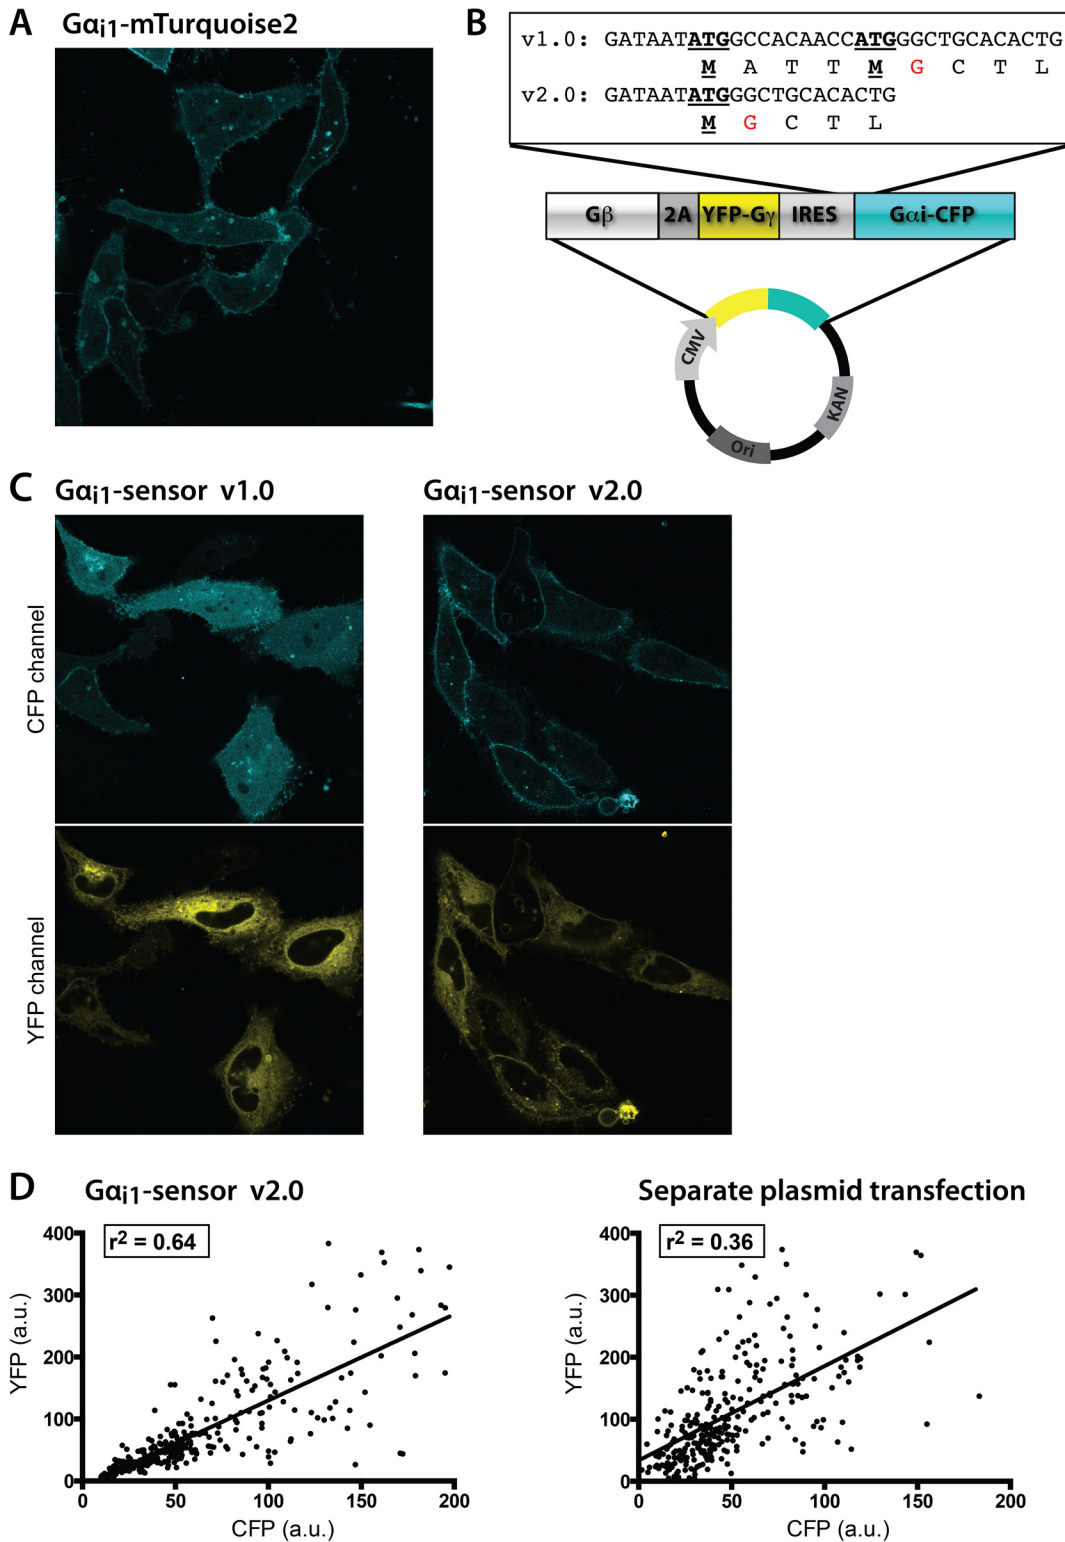 A Gαi1-mTurquoise2
B
v1.0: GATAATATGGCCACAACCATGGGCTGCACACTG
M A T T M G C T L
v2.0: GATAATATGGGCTGCACACTG
M G C T L
Gβ 2A YFP-Gγ IRES Gαi-CFP
CMV
KAN
Ori
C Gαi1-sensor v1.0 Gαi1-sensor v2.0
CFP channel
YFP channel
D Gαi1-sensor v2.0 Separate plasmid transfection
r² = 0.64
YFP (a.u.)
400
300
200
100
0
0 50 100 150 200
CFP (a.u.)
r² = 0.36
YFP (a.u.)
400
300
200
100
0
0 50 100 150 200
CFP (a.u.)